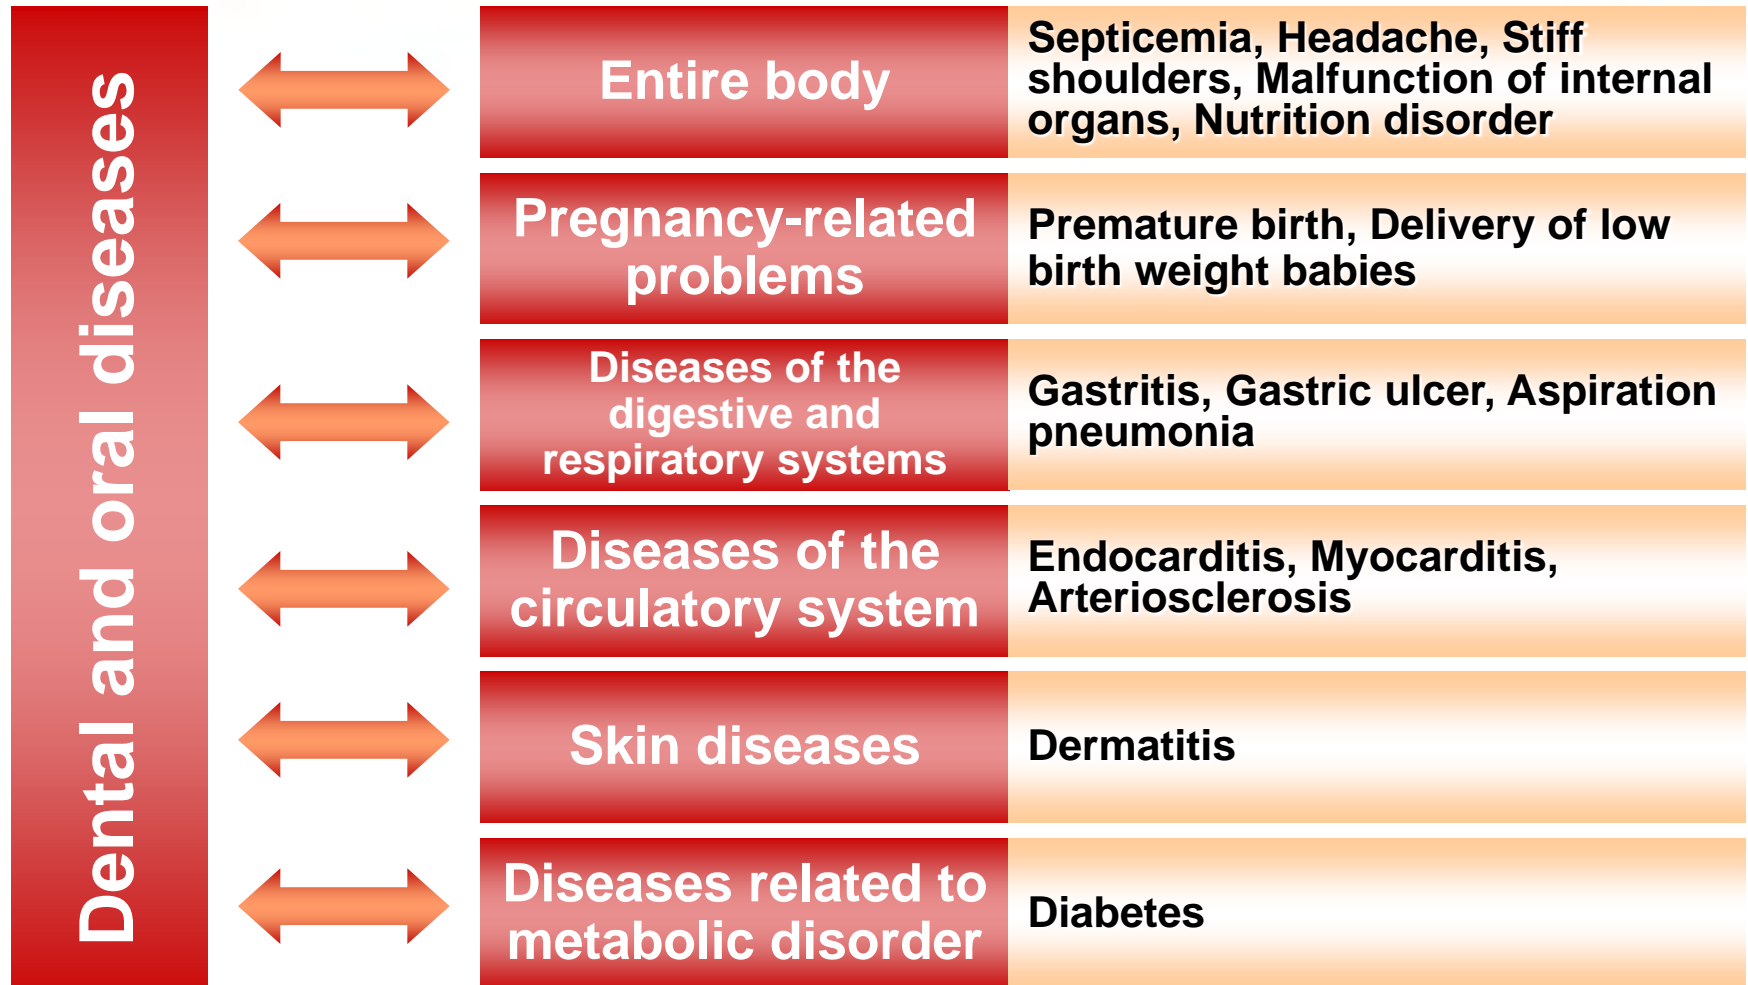 Dental and oral diseases
Entire body
Septicemia, Headache, Stiff
shoulders, Malfunction of internal
organs, Nutrition disorder
Pregnancy-related
problems
Premature birth, Delivery of low
birth weight babies
Diseases of the
digestive and
respiratory systems
Gastritis, Gastric ulcer, Aspiration
pneumonia
Diseases of the
circulatory system
Endocarditis, Myocarditis,
Arteriosclerosis
Skin diseases
Dermatitis
Diseases related to
metabolic disorder
Diabetes